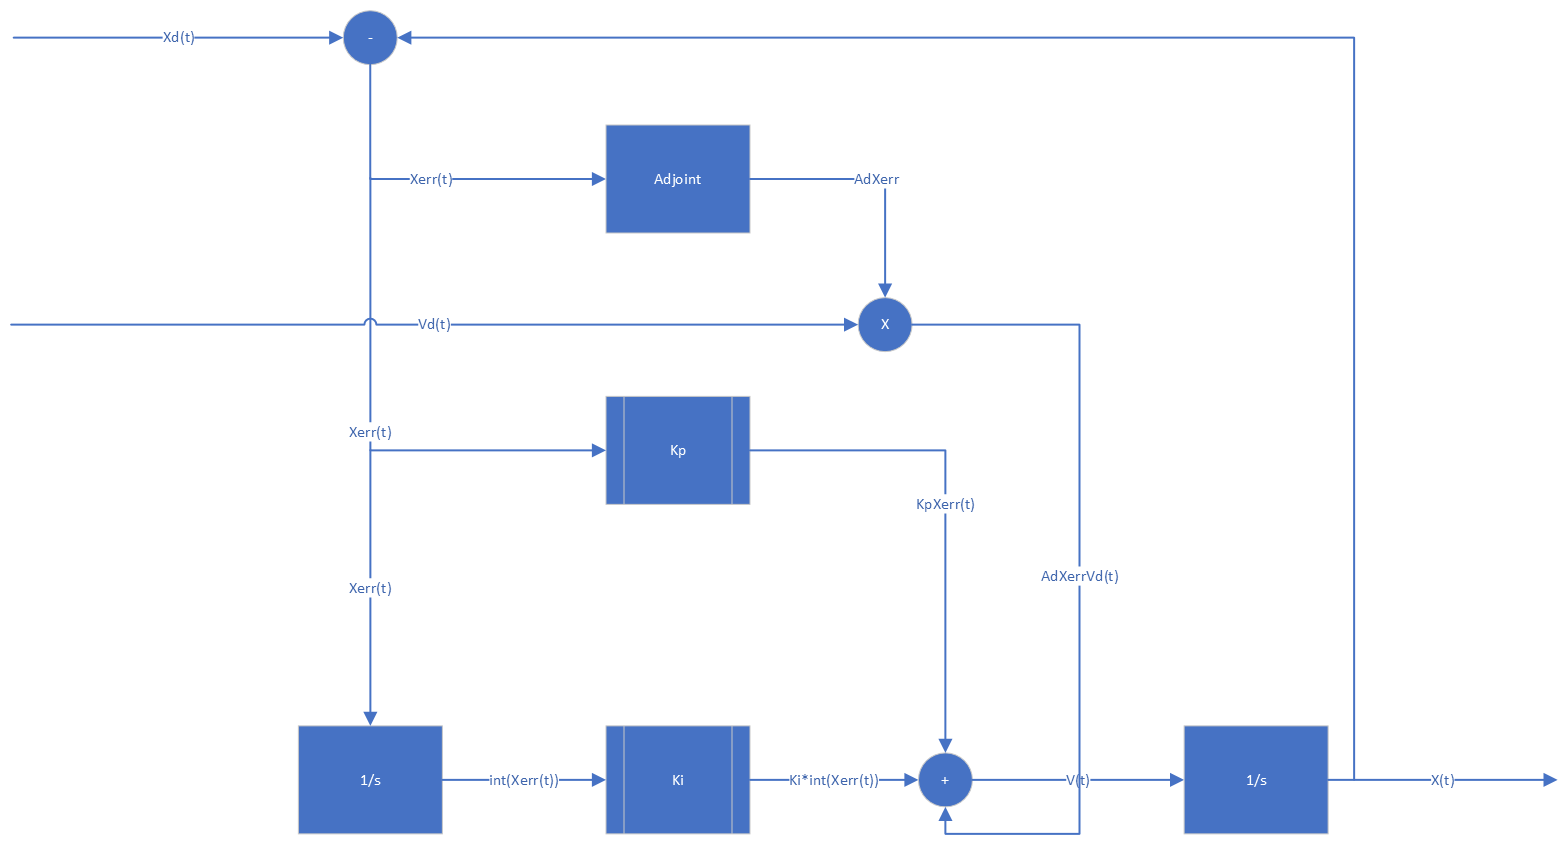 Xd(t)
-
Xerr(t)
Adjoint
AdXerr
Vd(t)
X
Xerr(t)
Kp
KpXerr(t)
AdXerrVd(t)
Xerr(t)
1/s
int(Xerr(t))
Ki
Ki*int(Xerr(t))
+
V(t)
1/s
X(t)